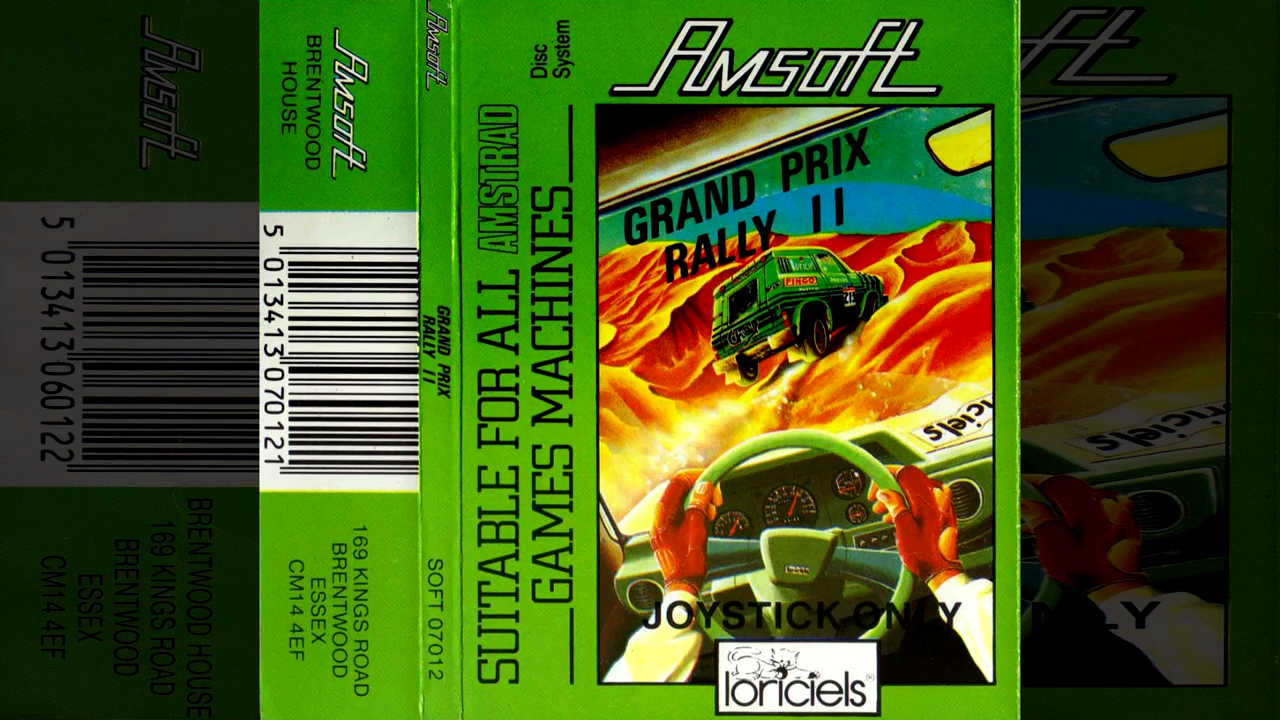 Amsoft
BRENTWOOD
HOUSE
5 013413 070121
169 KINGS ROAD
BRENTWOOD
ESSEX
CM14 4EF
Amsoft
GRAND PRIX
RALLY II
SOFT 07012
Disc
System
SUITABLE FOR ALL AMSTRAD
GAMES MACHINES
Amsoft
GRAND PRIX
RALLY II
loriciels
PINGO
JOYSTICK ONLY
loriciels
Amsoft
5 013413 060122
BRENTWOOD HOUSE
169 KINGS ROAD
BRENTWOOD
ESSEX
CM14 4EF